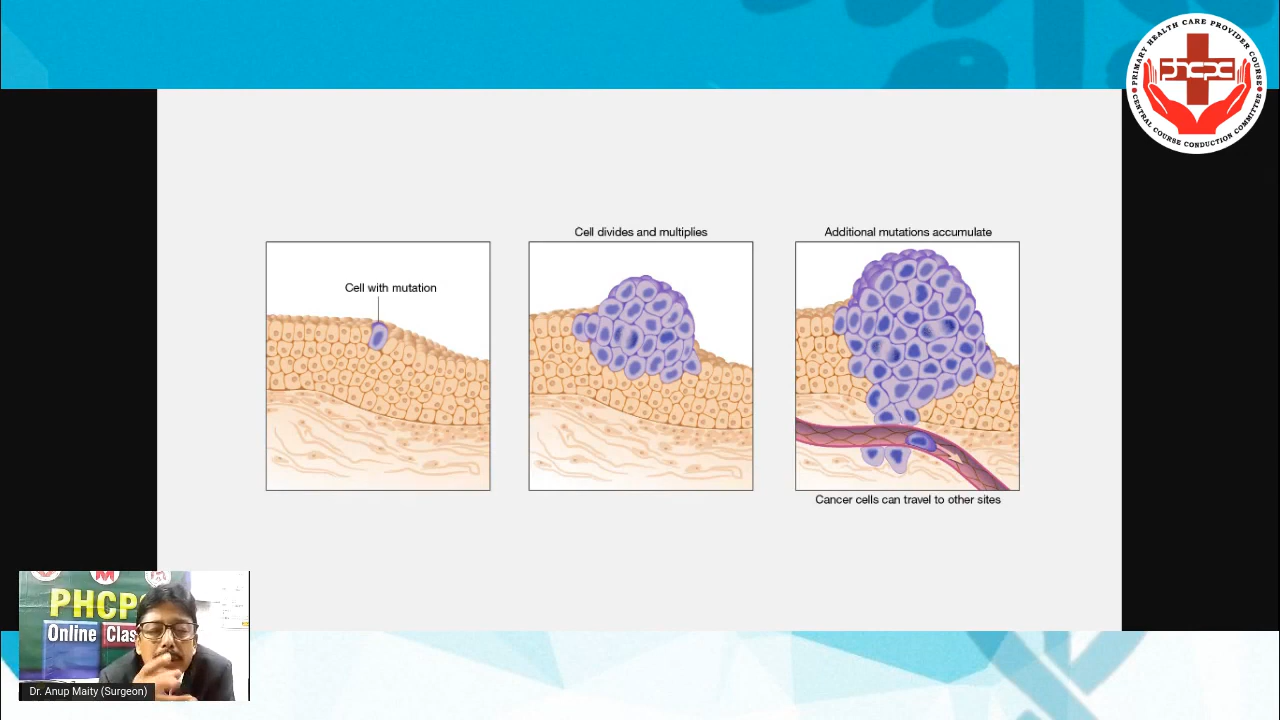 PRIMARY HEALTH CARE PROVIDER COURSE
phcpc
CENTRAL COURSE CONDUCTION COMMITTEE
Cell divides and multiplies
Additional mutations accumulate
Cell with mutation
Cancer cells can travel to other sites
PHCP
Online Clas
Dr. Anup Maity (Surgeon)